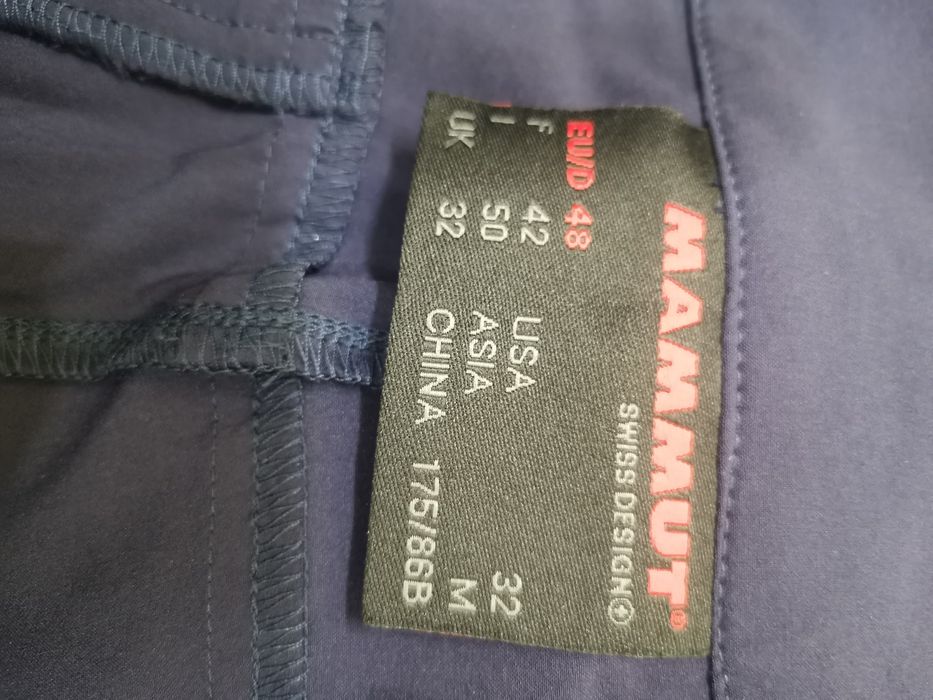 MAMMUT®
SWISS DESIGN
EU/D 48
F 42 USA 32
I 50 ASIA M
UK 32 CHINA 175/86B